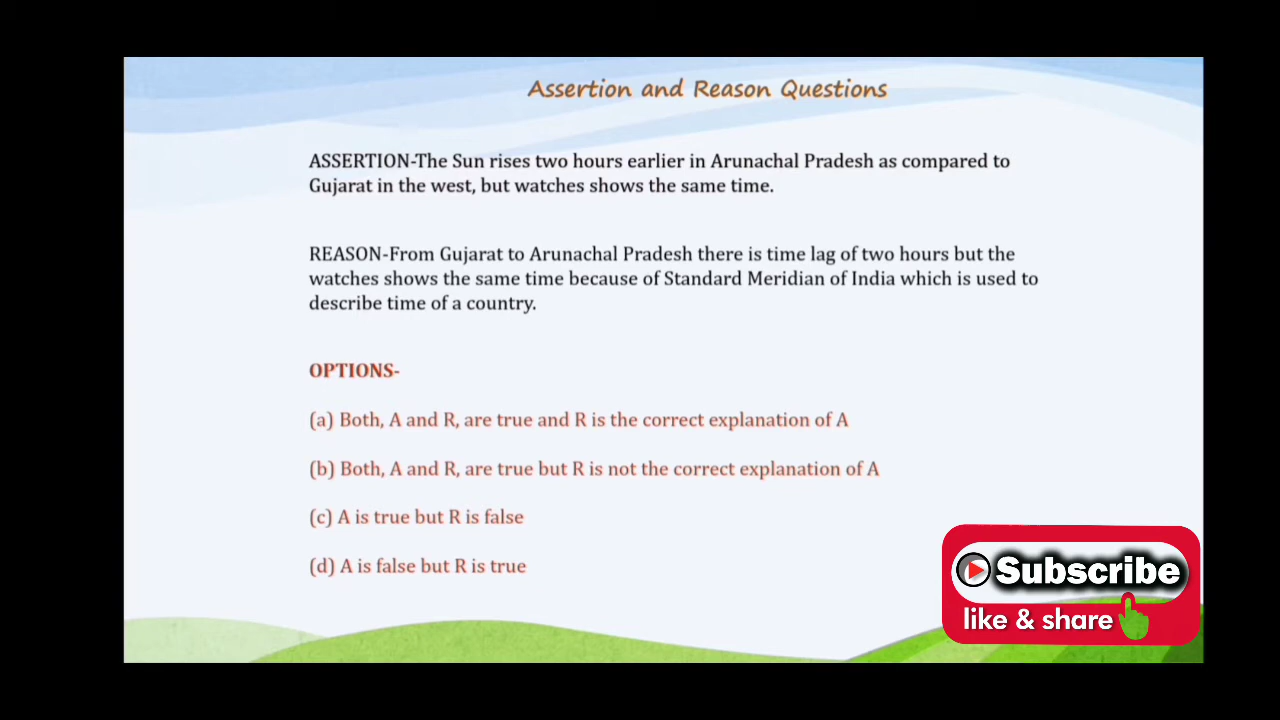 Assertion and Reason Questions
ASSERTION-The Sun rises two hours earlier in Arunachal Pradesh as compared to
Gujarat in the west, but watches shows the same time.
REASON-From Gujarat to Arunachal Pradesh there is time lag of two hours but the
watches shows the same time because of Standard Meridian of India which is used to
describe time of a country.
OPTIONS-
(a) Both, A and R, are true and R is the correct explanation of A
(b) Both, A and R, are true but R is not the correct explanation of A
(c) A is true but R is false
(d) A is false but R is true
Subscribe
like & share